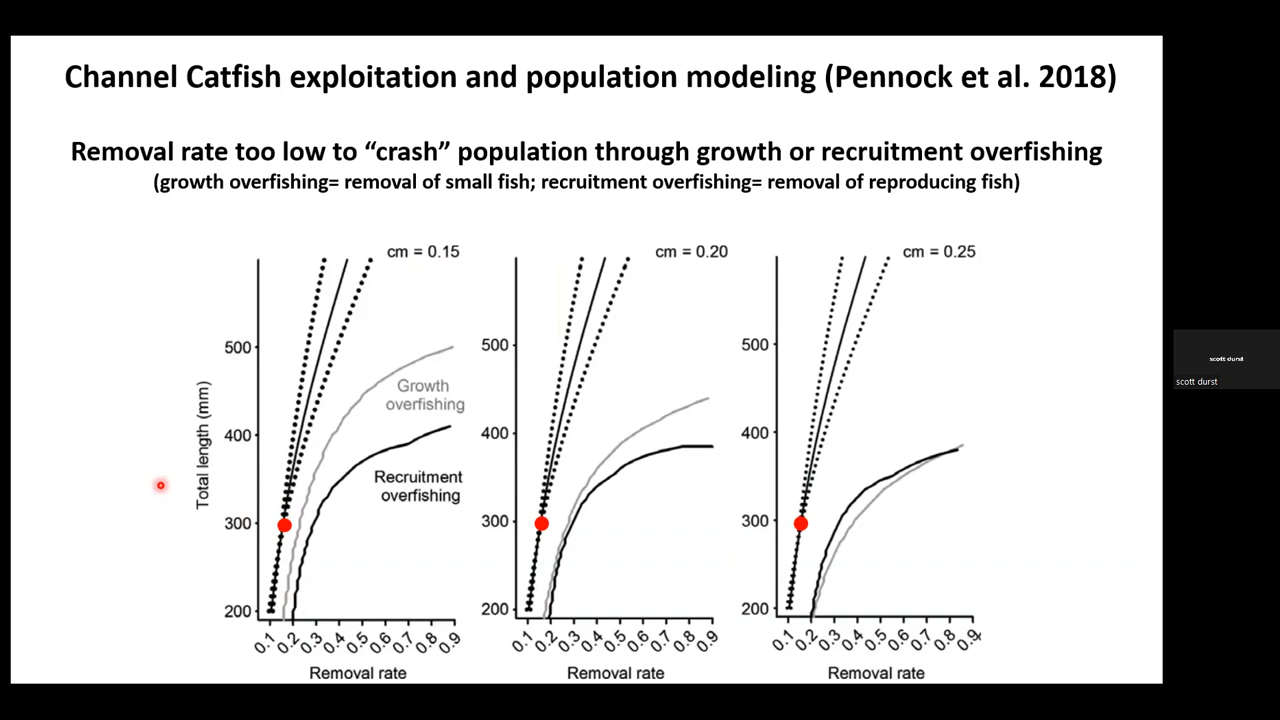 Channel Catfish exploitation and population modeling (Pennock et al. 2018)
Removal rate too low to “crash” population through growth or recruitment overfishing
(growth overfishing= removal of small fish; recruitment overfishing= removal of reproducing fish)
cm = 0.15
500
400
300
200
Total length (mm)
Growth
overfishing
Recruitment
overfishing
0.1 0.2 0.3 0.4 0.5 0.6 0.7 0.8 0.9
Removal rate
cm = 0.20
500
400
300
200
0.1 0.2 0.3 0.4 0.5 0.6 0.7 0.8 0.9
Removal rate
cm = 0.25
500
400
300
200
0.1 0.2 0.3 0.4 0.5 0.6 0.7 0.8 0.9
Removal rate
scott durst
scott durst